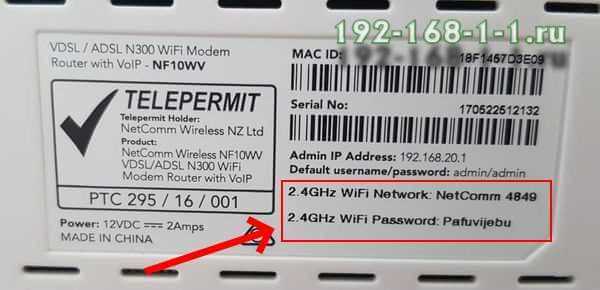 192-168-1-1.ru
VDSL / ADSL N300 WiFi Modem
Router with VoIP - NF10WV
TELEPERMIT
Telepermit Holder:
NetComm Wireless NZ Ltd
Product:
NetComm Wireless NF10WV
VDSL/ADSL N300 WiFi
Modem Router with VoIP
PTC 295 / 16 / 001
Power: 12VDC ⎓ 2Amps
MADE IN CHINA
MAC ID:
18F1457D3E09
Serial No:
170522512132
Admin IP Address: 192.168.20.1
Default username/password: admin/admin
2.4GHz WiFi Network: NetComm 4849
2.4GHz WiFi Password: Pafuvijebu